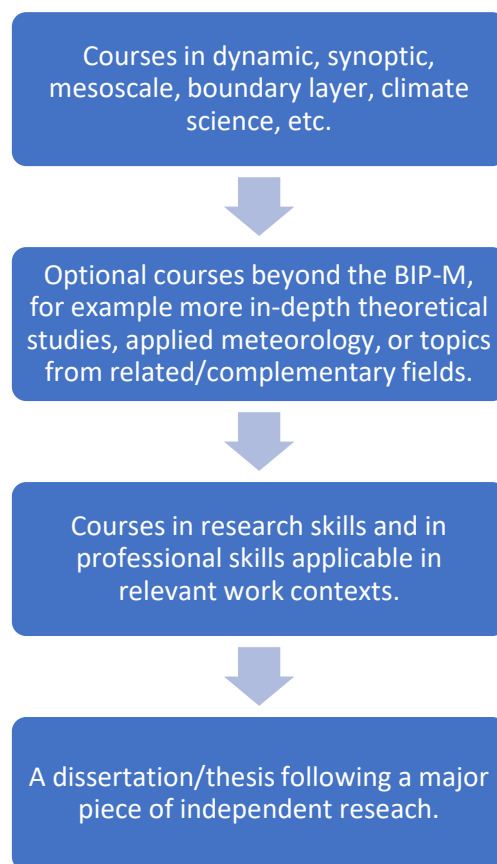 Courses in dynamic, synoptic,
mesoscale, boundary layer, climate
science, etc.
Optional courses beyond the BIP-M,
for example more in-depth theoretical
studies, applied meteorology, or topics
from related/complementary fields.
Courses in research skills and in
professional skills applicable in
relevant work contexts.
A dissertation/thesis following a major
piece of independent reseach.